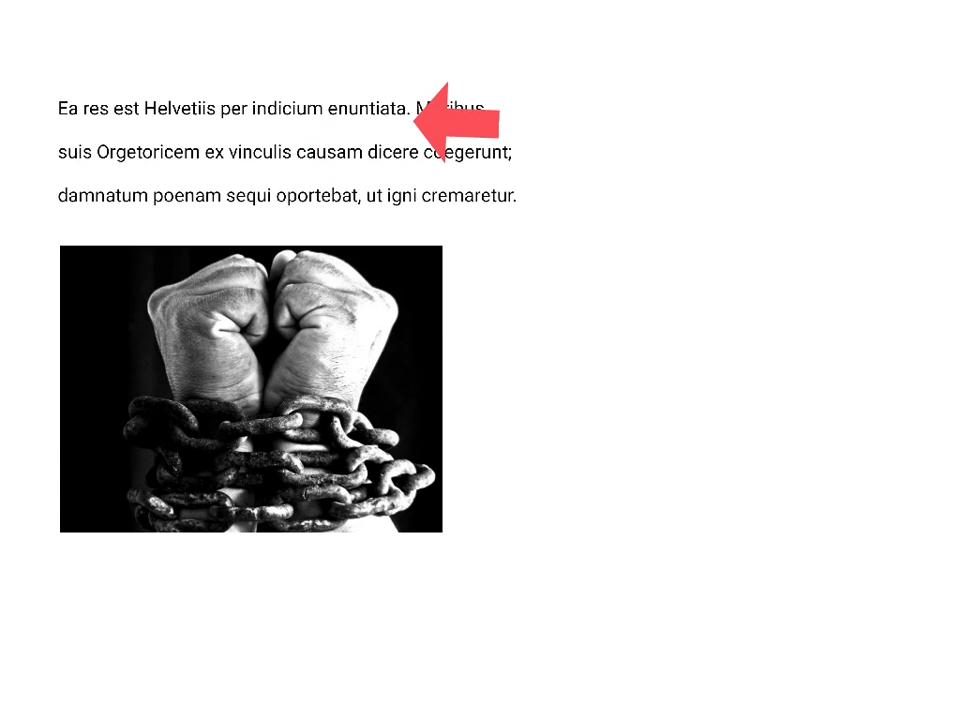 Ea res est Helvetiis per indicium enuntiata.
suis Orgetoricem ex vinculis causam dicere coegerunt;
damnatum poenam sequi oportebat, ut igni cremaretur.